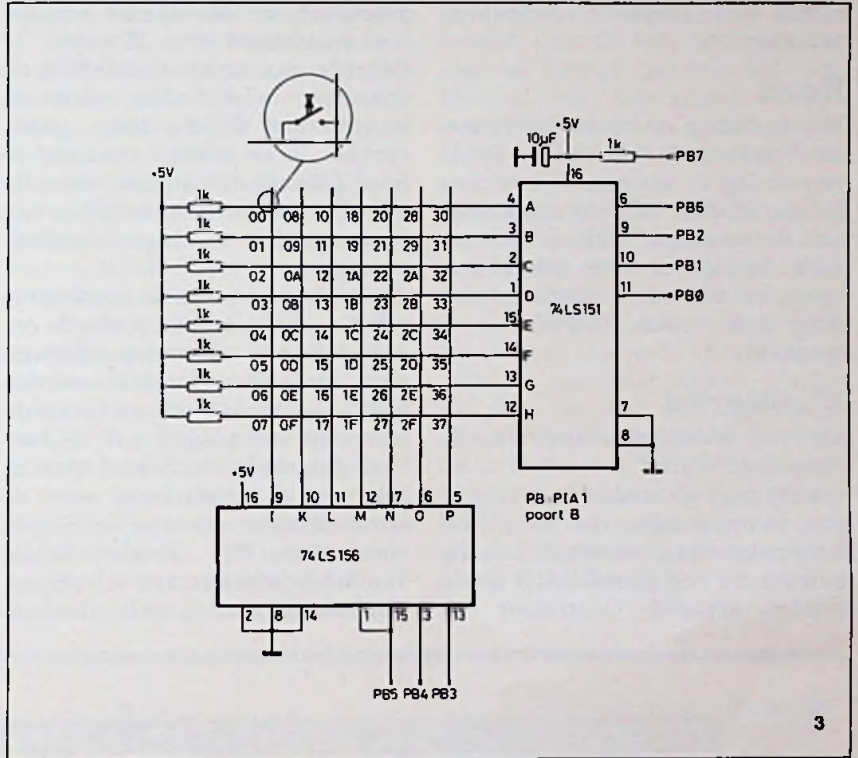 +5V
10µF
1k
PB7
16
+5V
1k
00 08 10 18 20 28 30
4
A
6
PB6
1k
01 09 11 19 21 29 31
3
B
9
PB2
1k
02 0A 12 1A 22 2A 32
2
C
10
PB1
1k
03 0B 13 1B 23 2B 33
1
D
11
PBØ
1k
04 0C 14 1C 24 2C 34
15
E
74LS151
1k
05 0D 15 1D 25 2D 35
14
F
1k
06 0E 16 1E 26 2E 36
13
G
1k
07 0F 17 1F 27 2F 37
12
H
7
8
+5V
16 9 10 11 12 7 6 5
I K L M N O P
PB=PIA1
poort B
74LS156
2 8 14 1 15 3 13
PB5 PB4 PB3
3